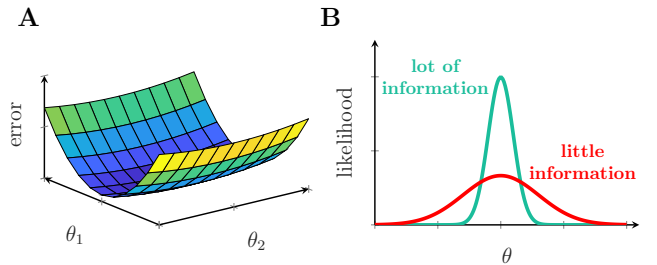 A
error
θ1
θ2
B
likelihood
lot of
information
little
information
θ